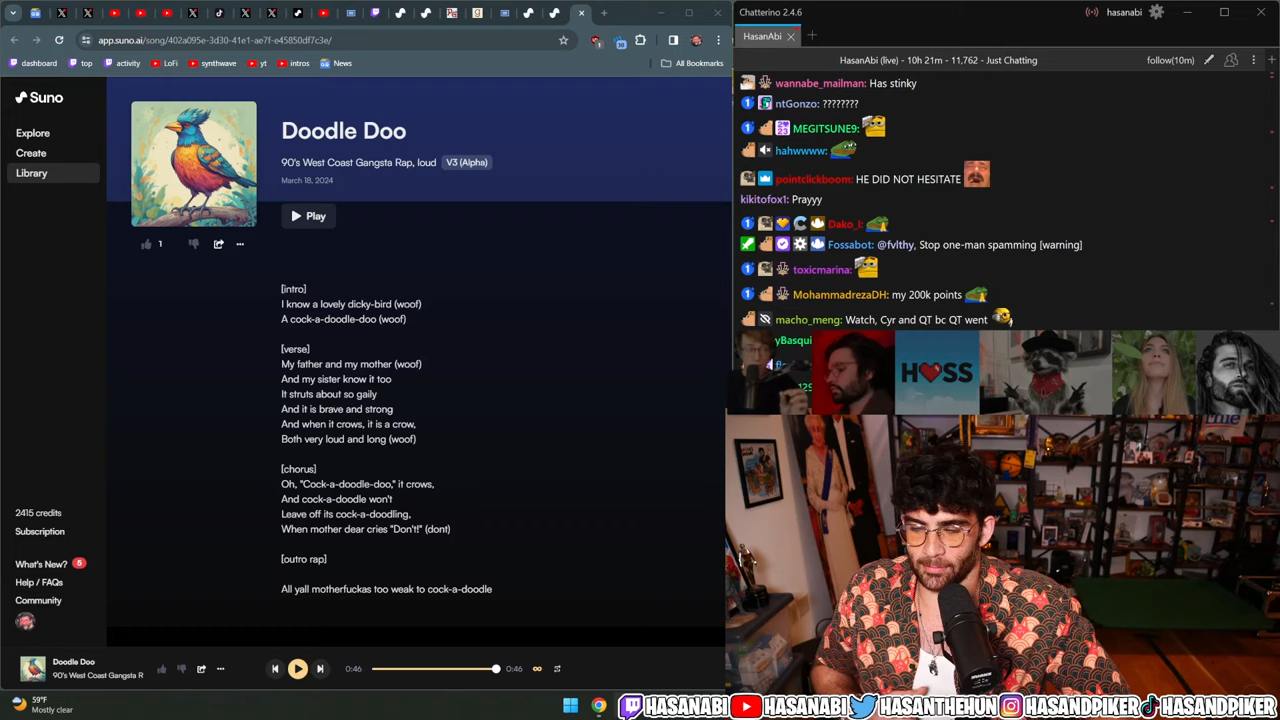 app.suno.ai/song/402a095e-3d30-41e1-ae7f-e45850df7c3e/
dashboard
top
activity
LoFi
synthwave
yt
intros
News
All Bookmarks
Suno
Explore
Create
Library
Doodle Doo
90's West Coast Gangsta Rap, loud V3 (Alpha)
March 18, 2024
Play
1
[intro]
I know a lovely dicky-bird (woof)
A cock-a-doodle-doo (woof)
[verse]
My father and my mother (woof)
And my sister know it too
It struts about so gaily
And it is brave and strong
And when it crows, it is a crow,
Both very loud and long (woof)
[chorus]
Oh, "Cock-a-doodle-doo," it crows,
And cock-a-doodle won't
Leave off its cock-a-doodling,
When mother dear cries "Don't!" (dont)
[outro rap]
All yall motherfuckas too weak to cock-a-doodle
2415 credits
Subscription
What's New? 5
Help / FAQs
Community
Doodle Doo
90's West Coast Gangsta R
0:46
0:46
59°F
Mostly clear
Chatterino 2.4.6
hasanabi
HasanAbi
HasanAbi (live) - 10h 21m - 11,762 - Just Chatting
follow(10m)
wannabe_mailman: Has stinky
ntGonzo: ????????
MEGITSUNE9:
hahwwww:
pointclickboom: HE DID NOT HESITATE
kikitofox1: Prayyy
Dako_I:
Fossabot: @fvlthy, Stop one-man spamming [warning]
toxicmarina:
MohammadrezaDH: my 200k points
macho_meng: Watch, Cyr and QT bc QT went
yBasqui
H SS
HASANABI
HASANABI
HASANTHEHUN
HASANDPIKER
HASANDPIKER